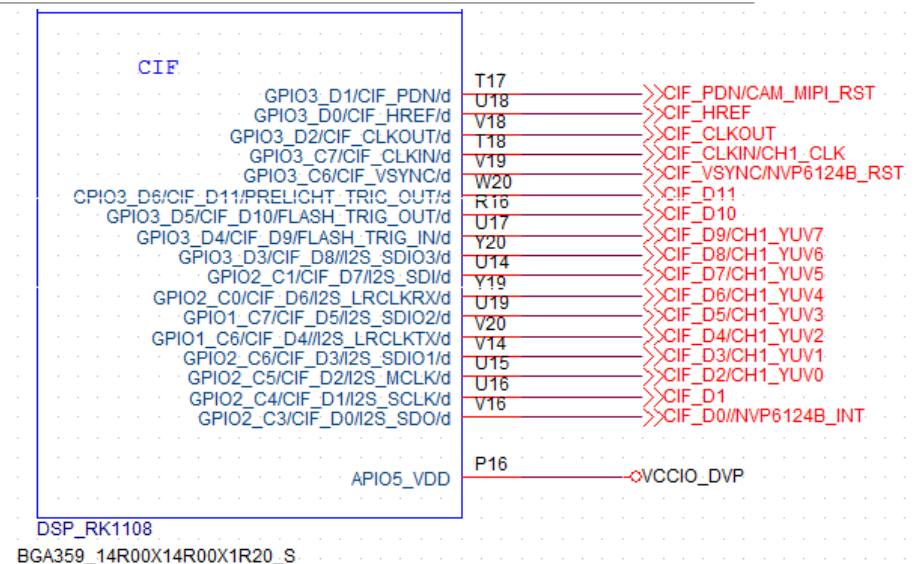 CIF
GPIO3_D1/CIF_PDN/d T17 CIF_PDN/CAM_MIPI_RST
GPIO3_D0/CIF_HREF/d U18 CIF_HREF
GPIO3_D2/CIF_CLKOUT/d V18 CIF_CLKOUT
GPIO3_C7/CIF_CLKIN/d T18 CIF_CLKIN/CH1_CLK
GPIO3_C6/CIF_VSYNC/d V19 CIF_VSYNC/NVP6124B_RST
GPIO3_D6/CIF_D11/PRELICHT_TRIC_OUT/d W20 CIF_D11
GPIO3_D5/CIF_D10/FLASH_TRIG_OUT/d R16 CIF_D10
GPIO3_D4/CIF_D9/FLASH_TRIG_IN/d U17 CIF_D9/CH1_YUV7
GPIO3_D3/CIF_D8//I2S_SDIO3/d Y20 CIF_D8/CH1_YUV6
GPIO2_C1/CIF_D7/I2S_SDI/d U14 CIF_D7/CH1_YUV5
GPIO2_C0/CIF_D6/I2S_LRCLKRX/d Y19 CIF_D6/CH1_YUV4
GPIO1_C7/CIF_D5/I2S_SDIO2/d U19 CIF_D5/CH1_YUV3
GPIO1_C6/CIF_D4//I2S_LRCLKTX/d V20 CIF_D4/CH1_YUV2
GPIO2_C6/CIF_D3/I2S_SDIO1/d V14 CIF_D3/CH1_YUV1
GPIO2_C5/CIF_D2/I2S_MCLK/d U15 CIF_D2/CH1_YUV0
GPIO2_C4/CIF_D1/I2S_SCLK/d U16 CIF_D1
GPIO2_C3/CIF_D0/I2S_SDO/d V16 CIF_D0//NVP6124B_INT
APIO5_VDD P16 VCCIO_DVP
DSP_RK1108
BGA359_14R00X14R00X1R20_S